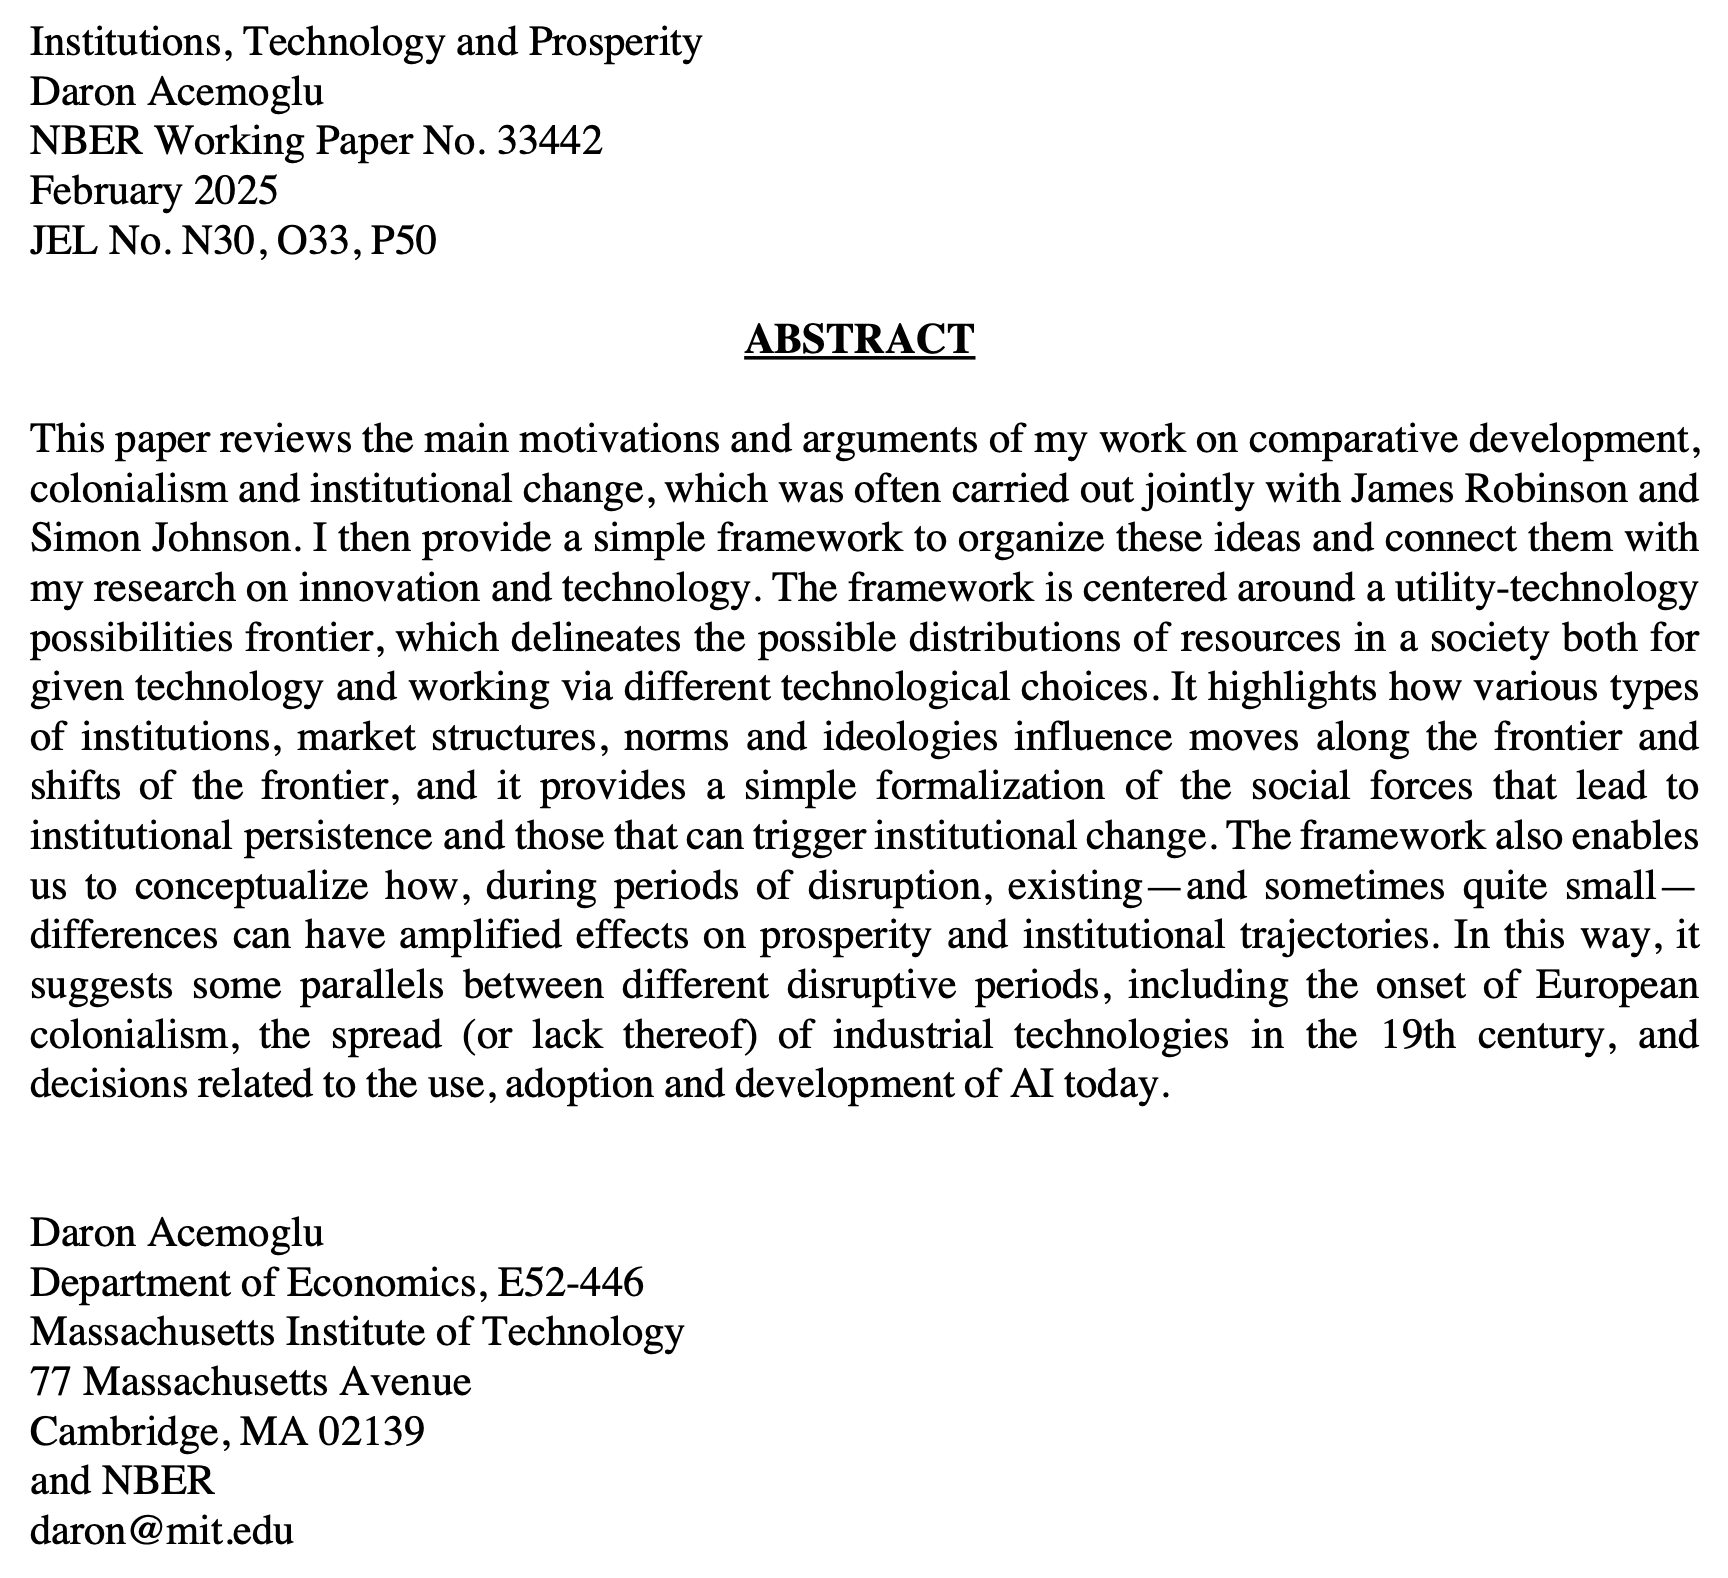 Institutions, Technology and Prosperity
Daron Acemoglu
NBER Working Paper No. 33442
February 2025
JEL No. N30, O33, P50
ABSTRACT
This paper reviews the main motivations and arguments of my work on comparative development,
colonialism and institutional change, which was often carried out jointly with James Robinson and
Simon Johnson. I then provide a simple framework to organize these ideas and connect them with
my research on innovation and technology. The framework is centered around a utility-technology
possibilities frontier, which delineates the possible distributions of resources in a society both for
given technology and working via different technological choices. It highlights how various types
of institutions, market structures, norms and ideologies influence moves along the frontier and
shifts of the frontier, and it provides a simple formalization of the social forces that lead to
institutional persistence and those that can trigger institutional change. The framework also enables
us to conceptualize how, during periods of disruption, existing—and sometimes quite small—
differences can have amplified effects on prosperity and institutional trajectories. In this way, it
suggests some parallels between different disruptive periods, including the onset of European
colonialism, the spread (or lack thereof) of industrial technologies in the 19th century, and
decisions related to the use, adoption and development of AI today.
Daron Acemoglu
Department of Economics, E52-446
Massachusetts Institute of Technology
77 Massachusetts Avenue
Cambridge, MA 02139
and NBER
daron@mit.edu